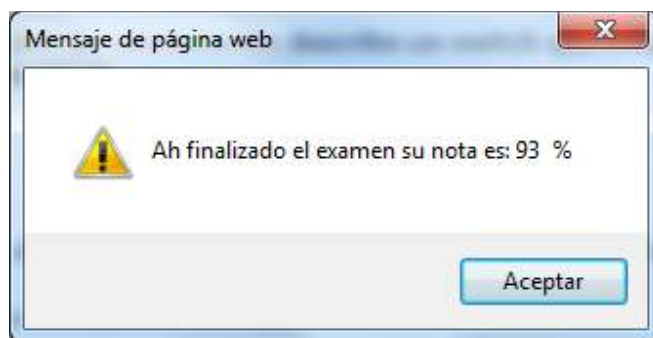 Mensaje de página web
Ah finalizado el examen su nota es: 93 %
Aceptar